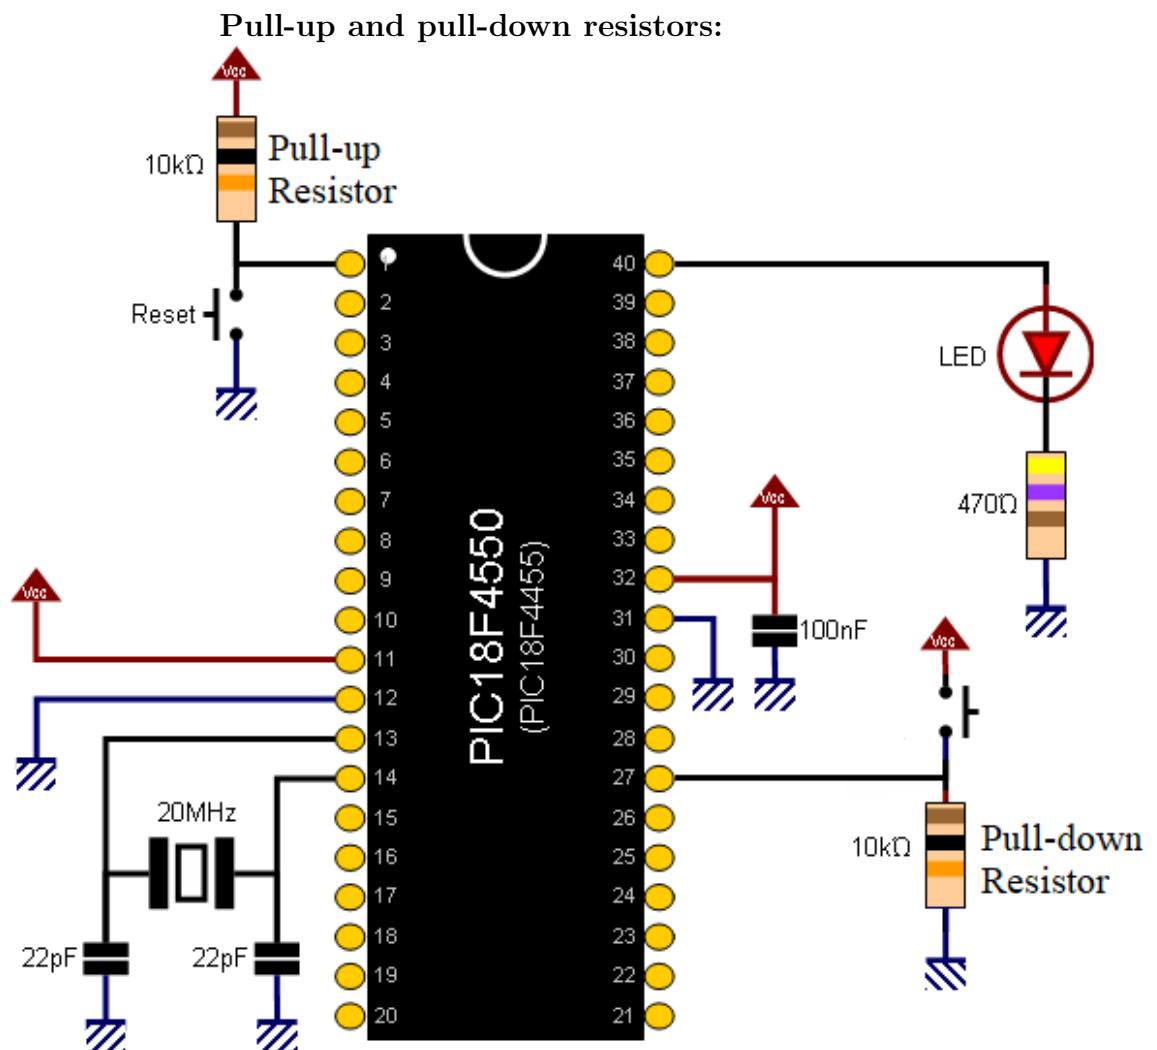 Pull-up and pull-down resistors:
Vcc
10kΩ
Pull-up
Resistor
Reset
1
2
3
4
5
6
7
8
9
10
11
12
13
14
15
16
17
18
19
20
PIC18F4550
(PIC18F4455)
40
39
38
37
36
35
34
33
32
31
30
29
28
27
26
25
24
23
22
21
LED
470Ω
Vcc
100nF
Vcc
Vcc
10kΩ
Pull-down
Resistor
20MHz
22pF
22pF